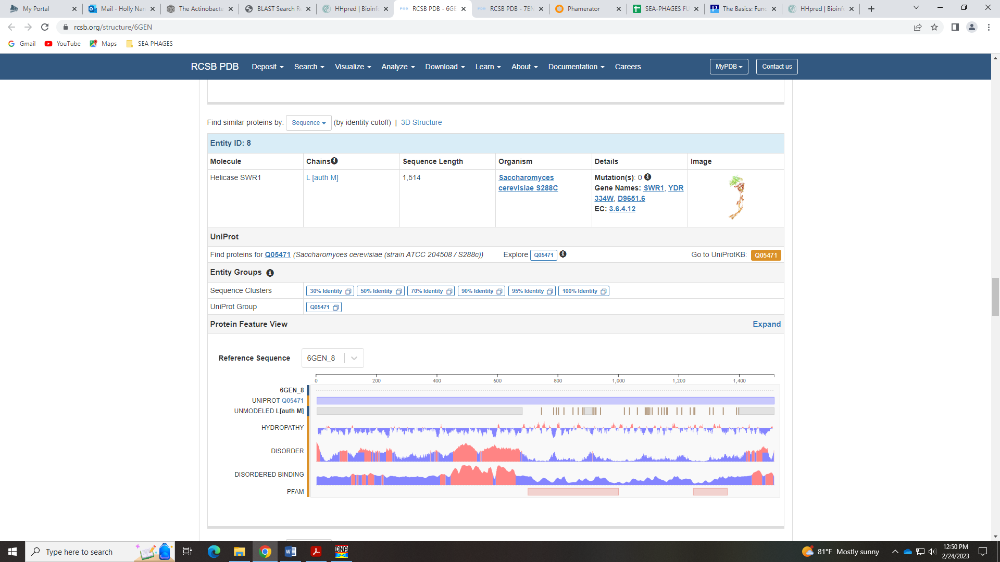 My Portal
Mail - Holly Nan
The Actinobacte
BLAST Search Re
HHpred | Bioinfo
RCSB PDB - 6GE
RCSB PDB - 7EN
Phamerator
SEA-PHAGES FU
The Basics: Func
HHpred | Bioinfo
rcsb.org/structure/6GEN
Gmail YouTube Maps SEA PHAGES
RCSB PDB Deposit Search Visualize Analyze Download Learn About Documentation Careers MyPDB Contact us
Find similar proteins by: Sequence (by identity cutoff) | 3D Structure
Entity ID: 8
Molecule Chains Sequence Length Organism Details Image
Helicase SWR1 L [auth M] 1,514 Saccharomyces cerevisiae S288C
Mutation(s): 0
Gene Names: SWR1, YDR
334W, D9651.6
EC: 3.6.4.12
UniProt
Find proteins for Q05471 (Saccharomyces cerevisiae (strain ATCC 204508 / S288c)) Explore Q05471 Go to UniProtKB: Q05471
Entity Groups
Sequence Clusters 30% Identity 50% Identity 70% Identity 90% Identity 95% Identity 100% Identity
UniProt Group Q05471
Protein Feature View Expand
Reference Sequence 6GEN_8
0 200 400 600 800 1,000 1,200 1,400
6GEN_8
UNIPROT Q05471
UNMODELED L[auth M]
HYDROPATHY
DISORDER
DISORDERED BINDING
PFAM
Type here to search
81°F Mostly sunny
12:50 PM
2/24/2023